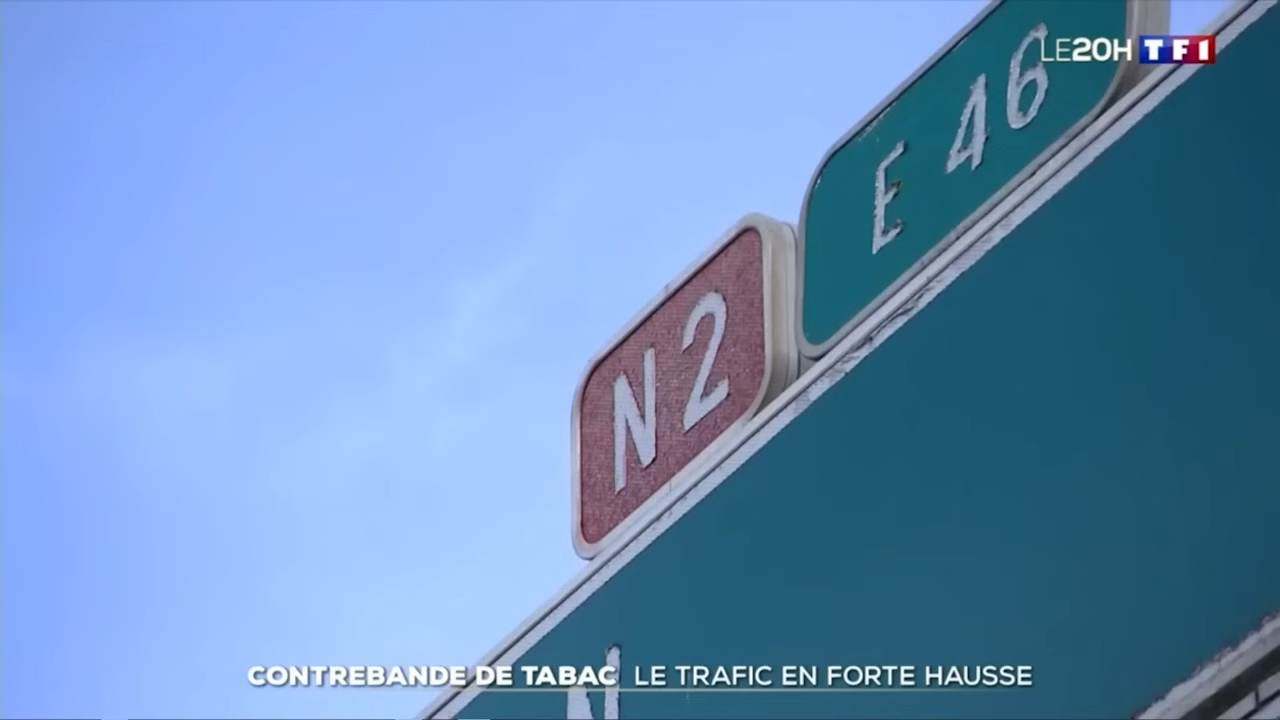 LE20H TF1
E 46
N2
N
CONTREBANDE DE TABAC LE TRAFIC EN FORTE HAUSSE